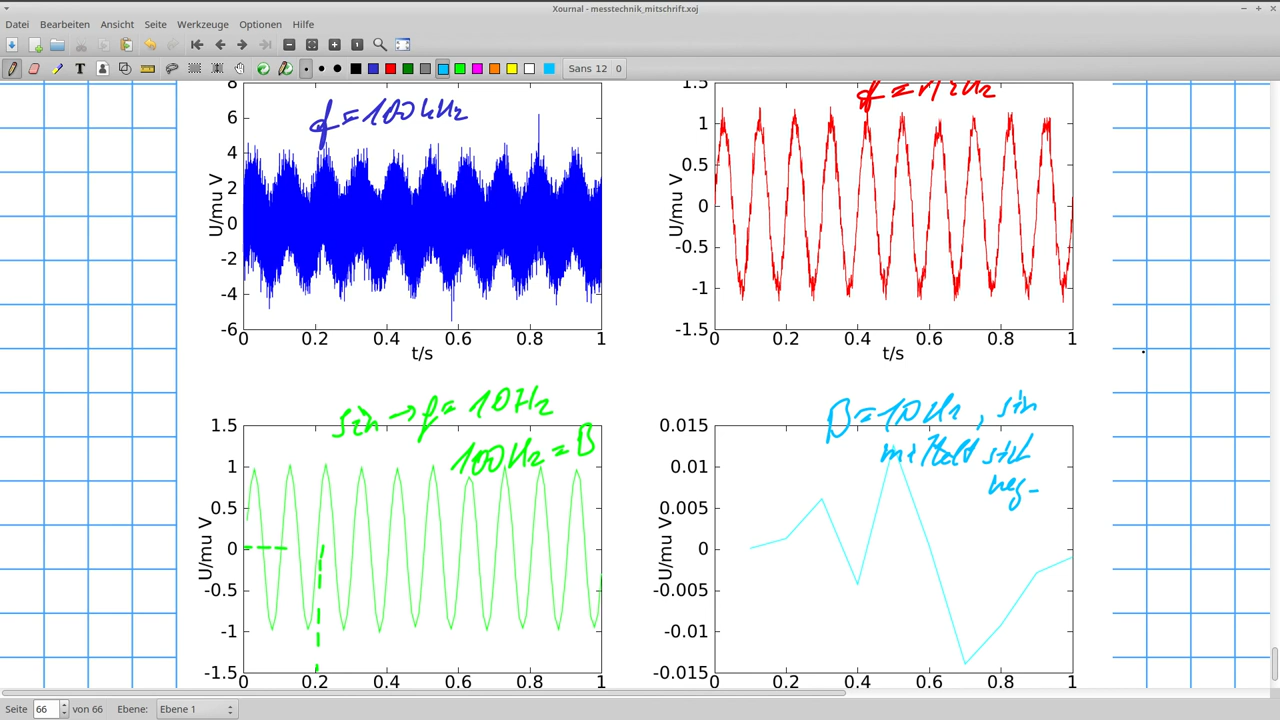 Xournal - messtechnik_mitschrift.xoj
Datei Bearbeiten Ansicht Seite Werkzeuge Optionen Hilfe
Sans 12 0
8
6
4
2
0
-2
-4
-6
U/mu V
f = 100 kHz
0 0.2 0.4 0.6 0.8 1
t/s
1.5
1
0.5
0
-0.5
-1
-1.5
U/mu V
0 0.2 0.4 0.6 0.8 1
t/s
sin → f = 10 Hz
100 Hz = B
1.5
1
0.5
0
-0.5
-1
-1.5
U/mu V
0 0.2 0.4 0.6 0.8 1
B = 10 Hz, sin
mittelt sich
weg
0.015
0.01
0.005
0
-0.005
-0.01
-0.015
U/mu V
0 0.2 0.4 0.6 0.8 1
Seite 66 von 66 Ebene: Ebene 1